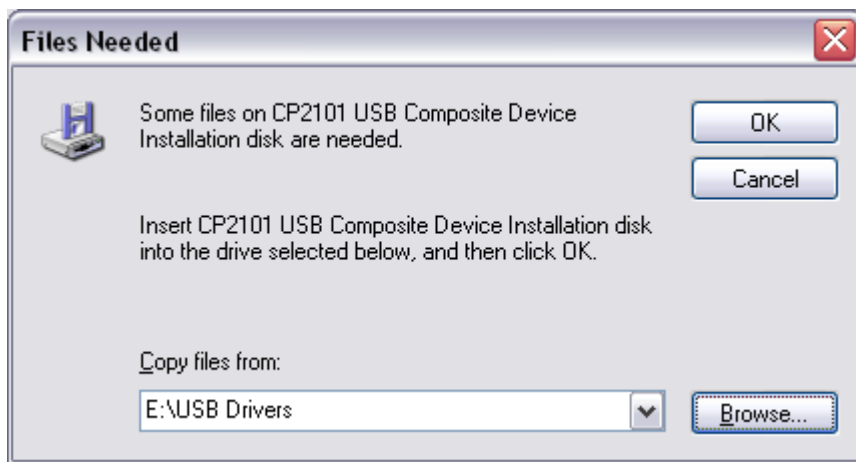 Files Needed
Some files on CP2101 USB Composite Device
Installation disk are needed.
OK
Cancel
Insert CP2101 USB Composite Device Installation disk
into the drive selected below, and then click OK.
Copy files from:
E:\USB Drivers
Browse...